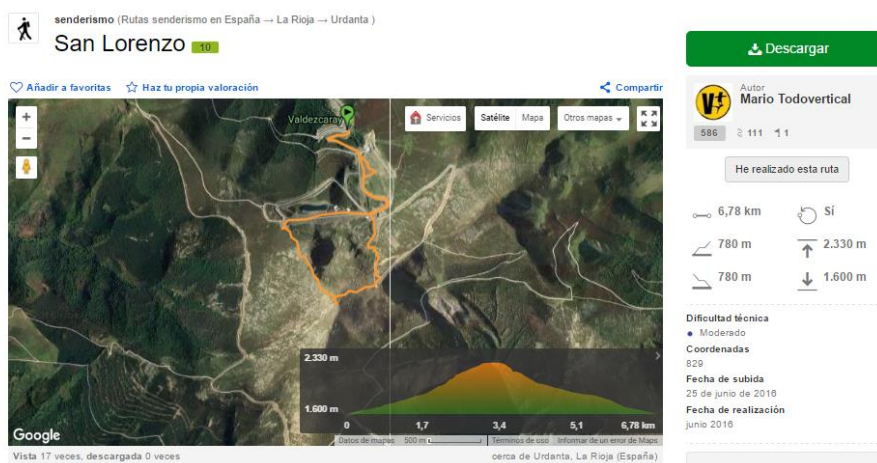 senderismo (Rutas senderismo en España → La Rioja → Urdanta )
San Lorenzo 10
Añadir a favoritas Haz tu propia valoración Compartir
+
−
Valdezcaray
Servicios Satélite Mapa Otros mapas
2.330 m
1.600 m
0 1,7 3,4 5,1 6,78 km
Google
Datos de mapas 500 m Términos de uso Informar de un error de Maps
Vista 17 veces, descargada 0 veces cerca de Urdanta, La Rioja (España)
Descargar
Autor
Mario Todovertical
586 111 1
He realizado esta ruta
6,78 km Sí
780 m 2.330 m
780 m 1.600 m
Dificultad técnica
Moderado
Coordenadas
829
Fecha de subida
25 de junio de 2016
Fecha de realización
junio 2016